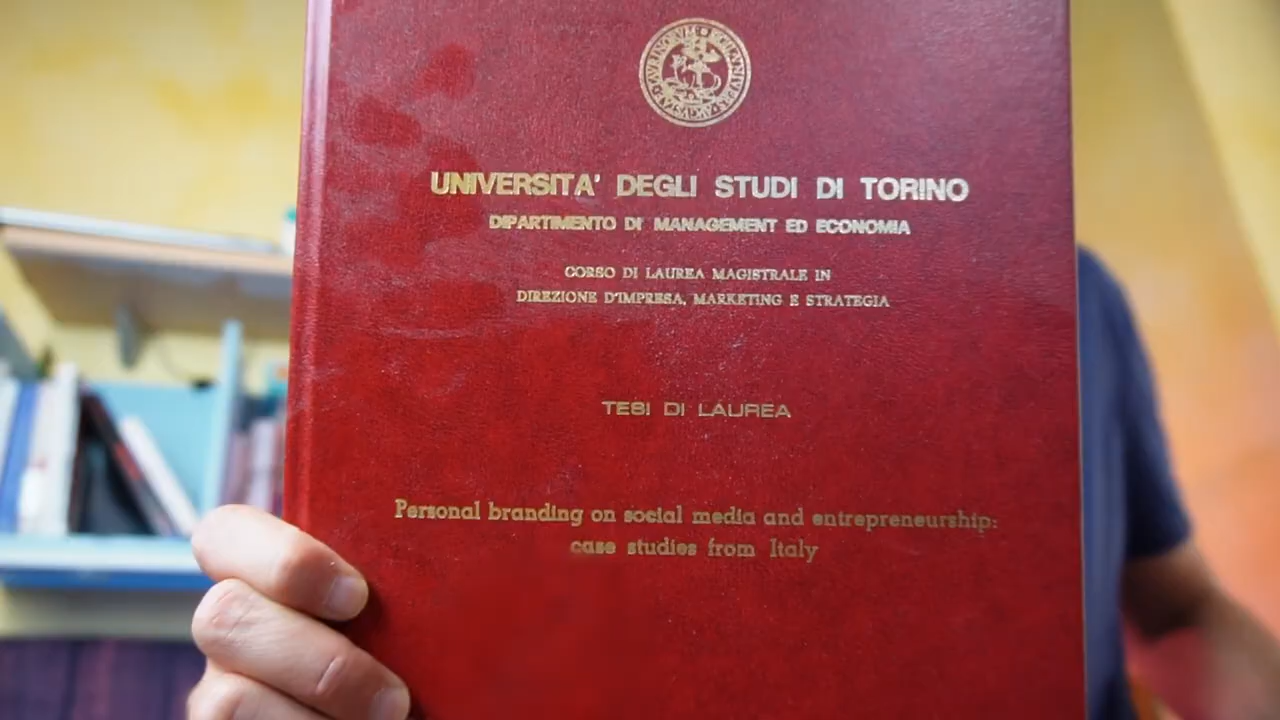 UNIVERSITA' DEGLI STUDI DI TORINO
DIPARTIMENTO DI MANAGEMENT ED ECONOMIA
CORSO DI LAUREA MAGISTRALE IN
DIREZIONE D'IMPRESA, MARKETING E STRATEGIA
TESI DI LAUREA
Personal branding on social media and entrepreneurship:
case studies from Italy